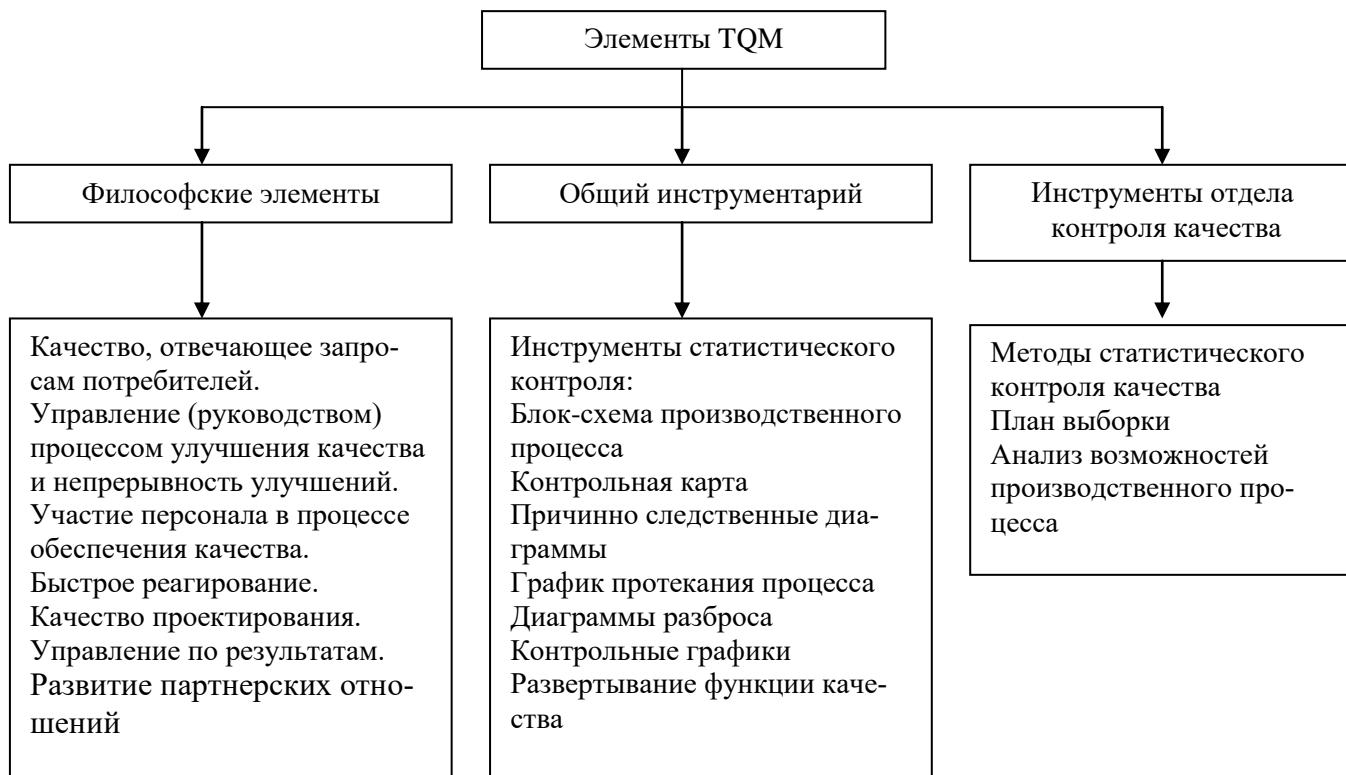 Элементы TQM
Философские элементы
Общий инструментарий
Инструменты отдела
контроля качества
Качество, отвечающее запро-
сам потребителей.
Управление (руководством)
процессом улучшения качества
и непрерывность улучшений.
Участие персонала в процессе
обеспечения качества.
Быстрое реагирование.
Качество проектирования.
Управление по результатам.
Развитие партнерских отно-
шений
Инструменты статистического
контроля:
Блок-схема производственного
процесса
Контрольная карта
Причинно следственные диа-
граммы
График протекания процесса
Диаграммы разброса
Контрольные графики
Развертывание функции каче-
ства
Методы статистического
контроля качества
План выборки
Анализ возможностей
производственного про-
цесса